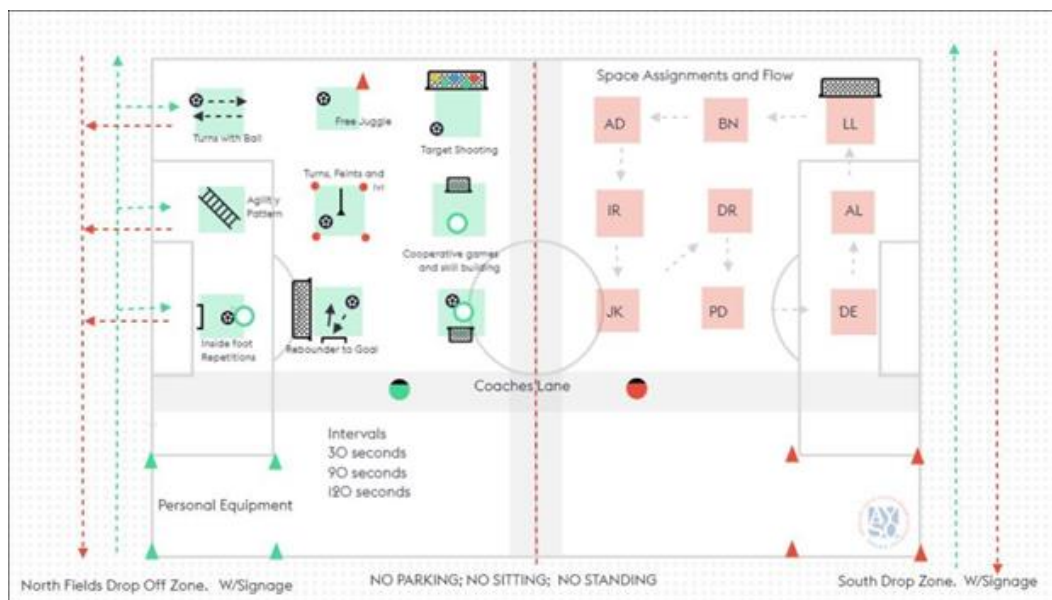 Space Assignments and Flow
Turns with Ball
Free Juggle
Target Shooting
AD
BN
LL
Agility
Pattern
Turns, Feints and
IR
DR
AL
Cooperative games
and skill building
Inside foot
Repetitions
Rebounder to Goal
JK
PD
DE
Coaches Lane
Intervals
30 seconds
90 seconds
120 seconds
Personal Equipment
AYSO
North Fields Drop Off Zone. W/Signage
NO PARKING; NO SITTING; NO STANDING
South Drop Zone. W/Signage